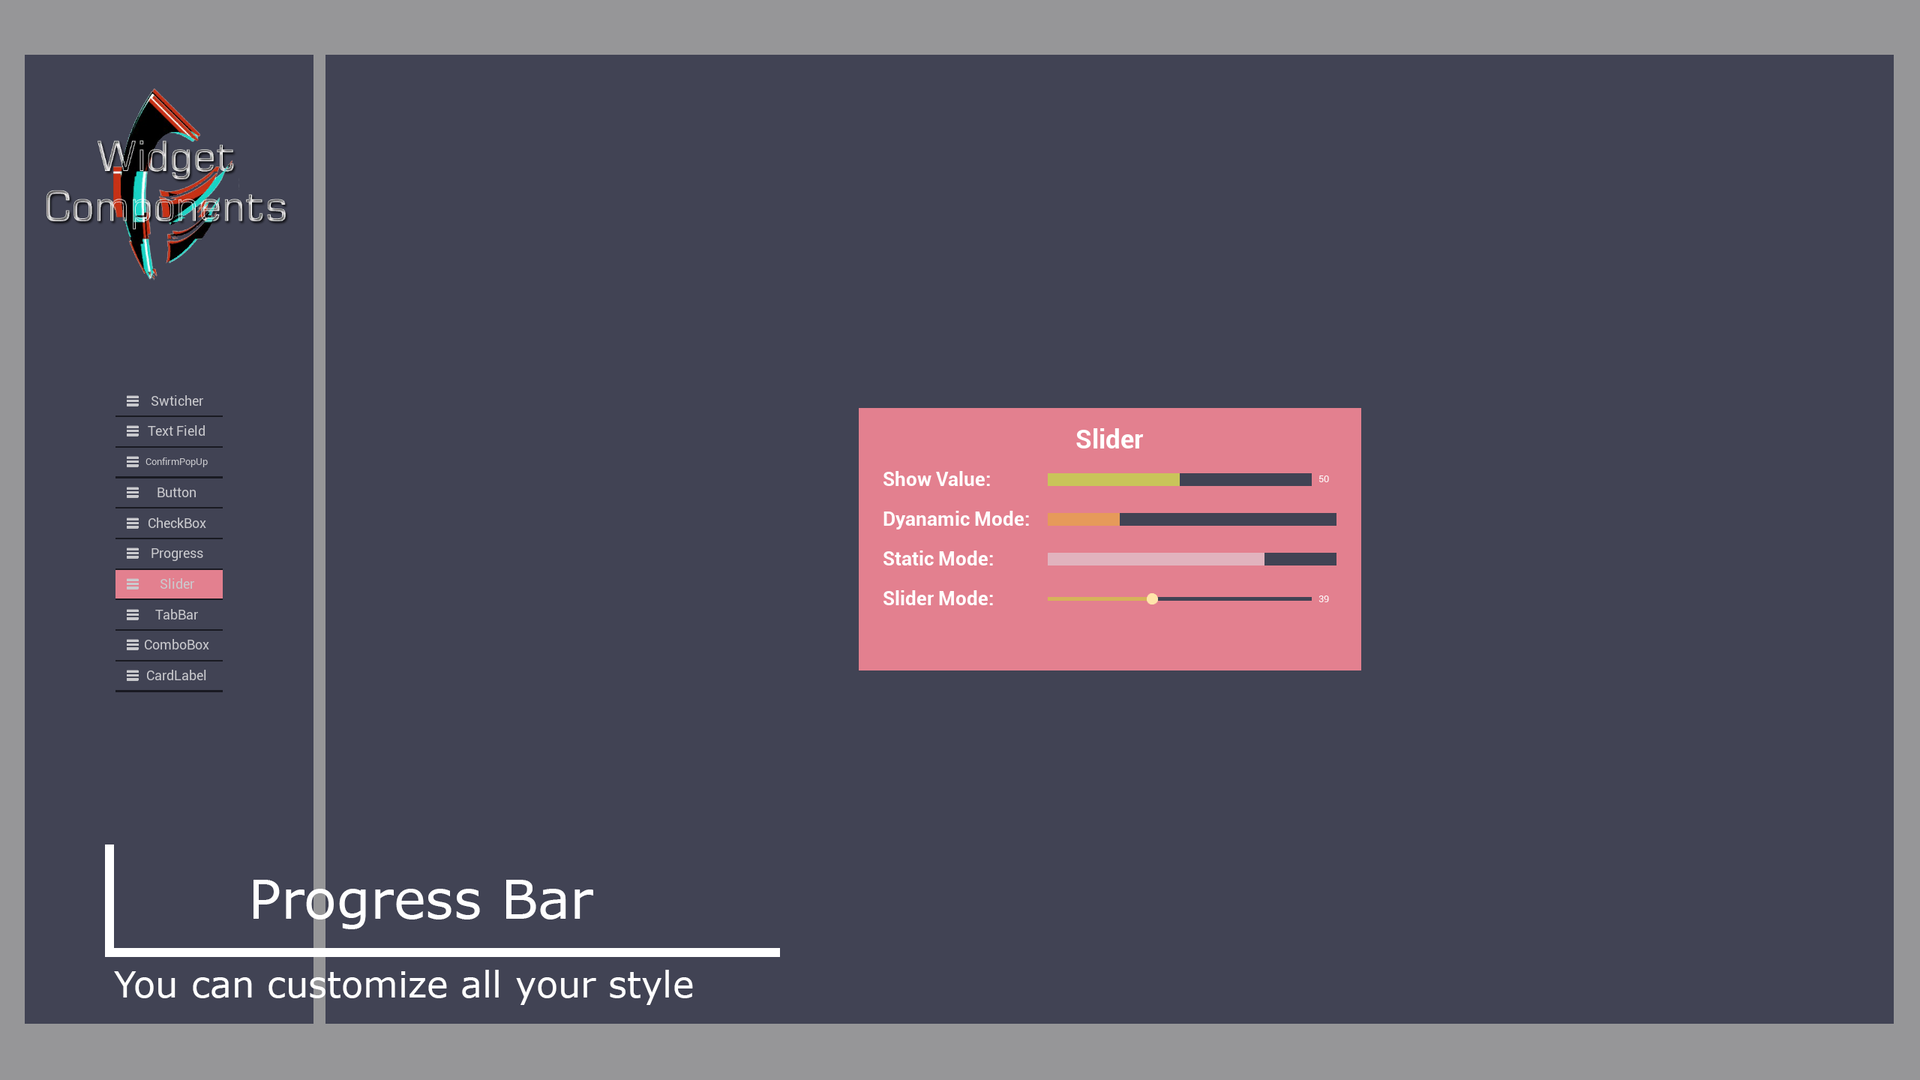 Widget
Components
Swticher
Text Field
ConfirmPopUp
Button
CheckBox
Progress
Slider
TabBar
ComboBox
CardLabel
Slider
Show Value: 50
Dyanamic Mode:
Static Mode:
Slider Mode: 39
Progress Bar
You can customize all your style